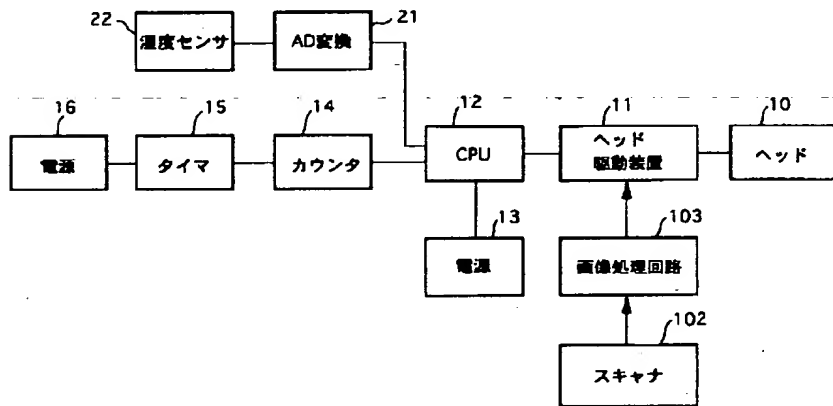 22
温度センサ
21
AD変換
16
電源
15
タイマ
14
カウンタ
12
CPU
11
ヘッド
駆動装置
10
ヘッド
13
電源
103
画像処理回路
102
スキャナ